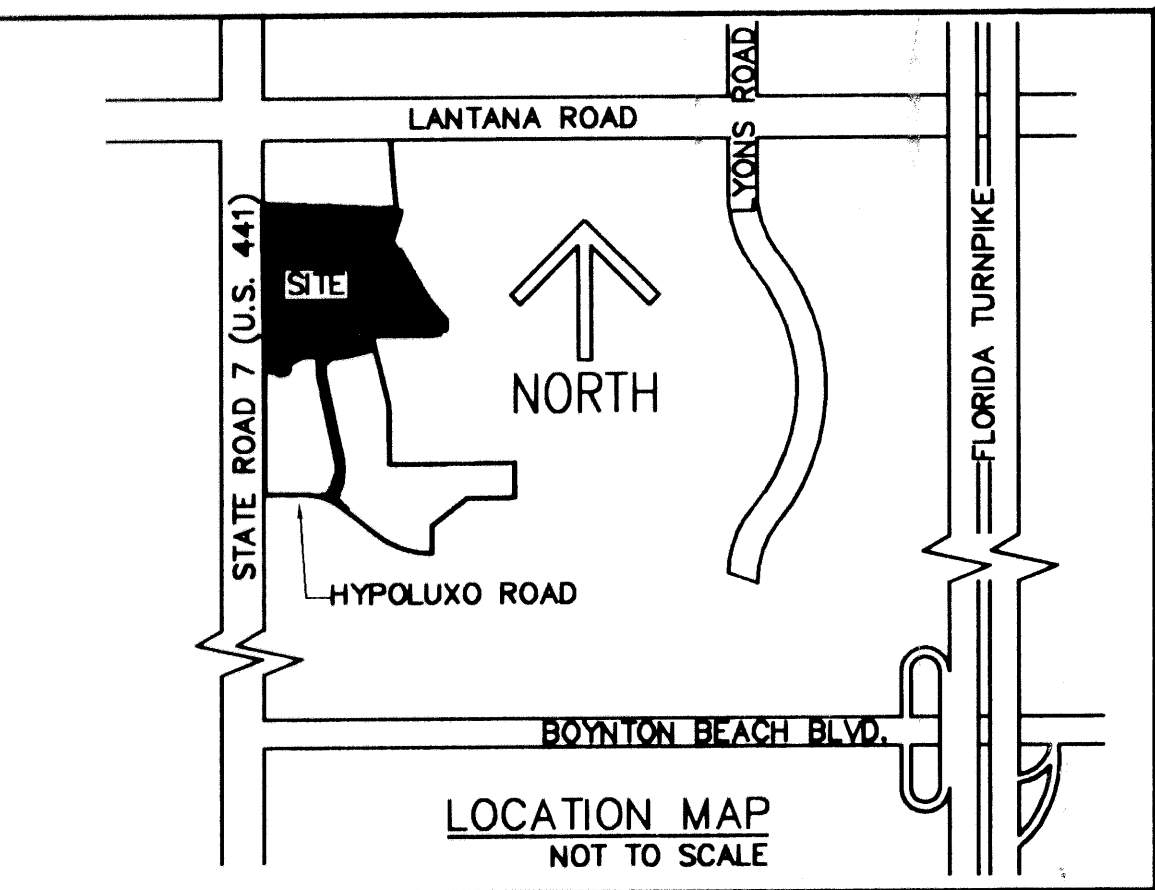 LYONS ROAD
LANTANA ROAD
STATE ROAD 7 (U.S. 441)
SITE
FLORIDA TURNPIKE
NORTH
HYPOLUXO ROAD
BOYNTON BEACH BLVD.
LOCATION MAP
NOT TO SCALE